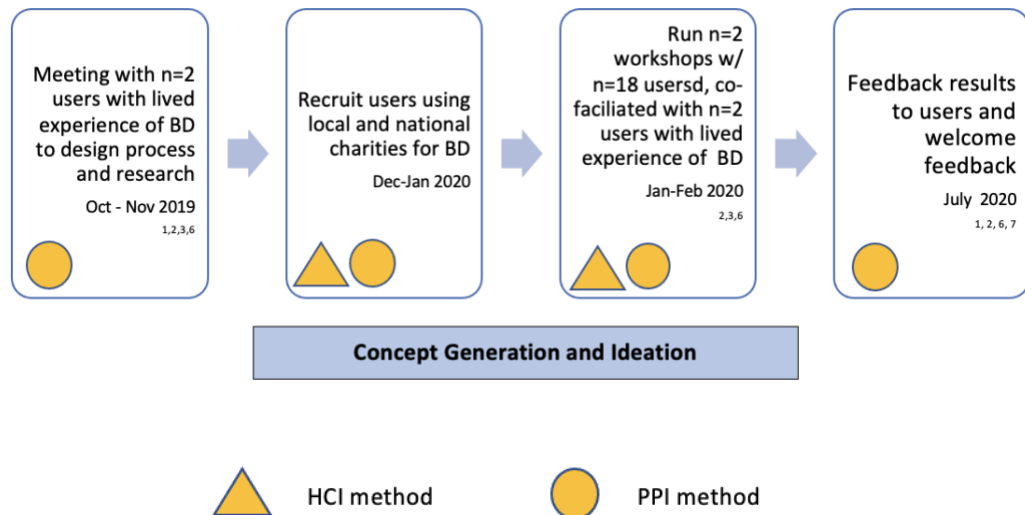 Meeting with n=2
users with lived
experience of BD
to design process
and research
Oct - Nov 2019
1,2,3,6
Recruit users using
local and national
charities for BD
Dec-Jan 2020
Run n=2
workshops w/
n=18 usersd, co-
faciliated with n=2
users with lived
experience of BD
Jan-Feb 2020
2,3,6
Feedback results
to users and
welcome
feedback
July 2020
1, 2, 6, 7
Concept Generation and Ideation
HCI method
PPI method